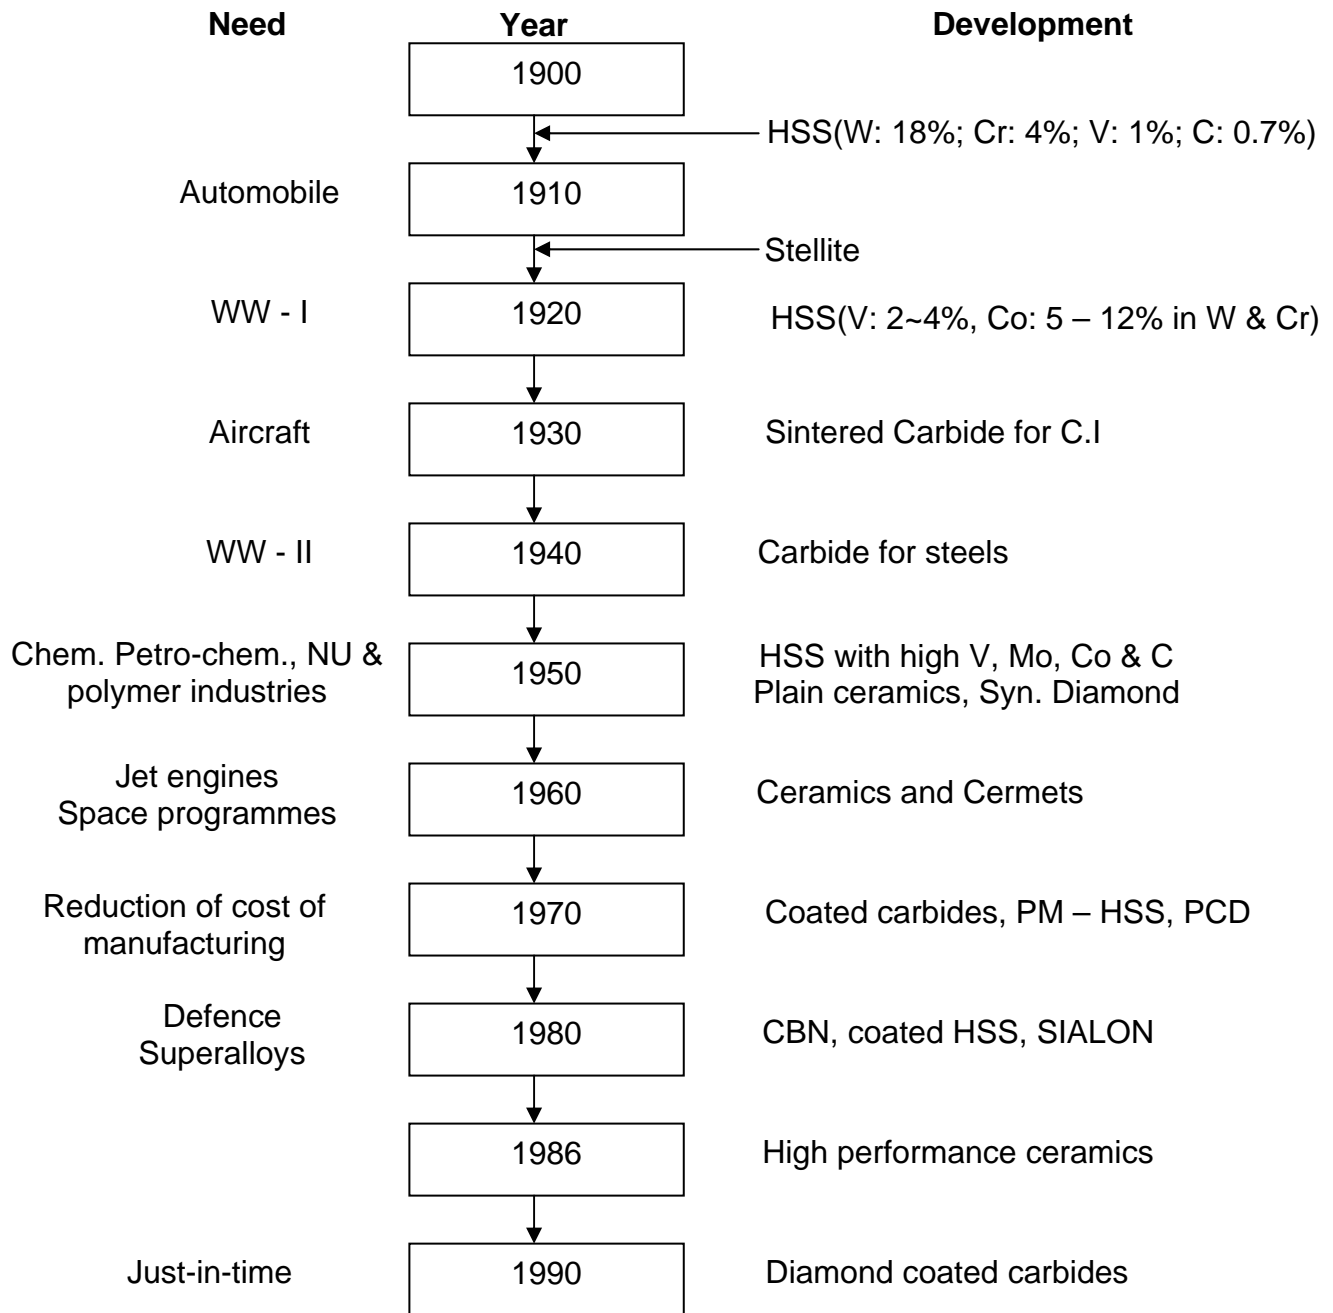 Need Year Development
1900
HSS(W: 18%; Cr: 4%; V: 1%; C: 0.7%)
Automobile 1910
Stellite
WW - I 1920 HSS(V: 2~4%, Co: 5 – 12% in W & Cr)
Aircraft 1930 Sintered Carbide for C.I
WW - II 1940 Carbide for steels
Chem. Petro-chem., NU &
polymer industries
1950
HSS with high V, Mo, Co & C
Plain ceramics, Syn. Diamond
Jet engines
Space programmes
1960
Ceramics and Cermets
Reduction of cost of
manufacturing
1970
Coated carbides, PM – HSS, PCD
Defence
Superalloys
1980
CBN, coated HSS, SIALON
1986 High performance ceramics
Just-in-time 1990 Diamond coated carbides